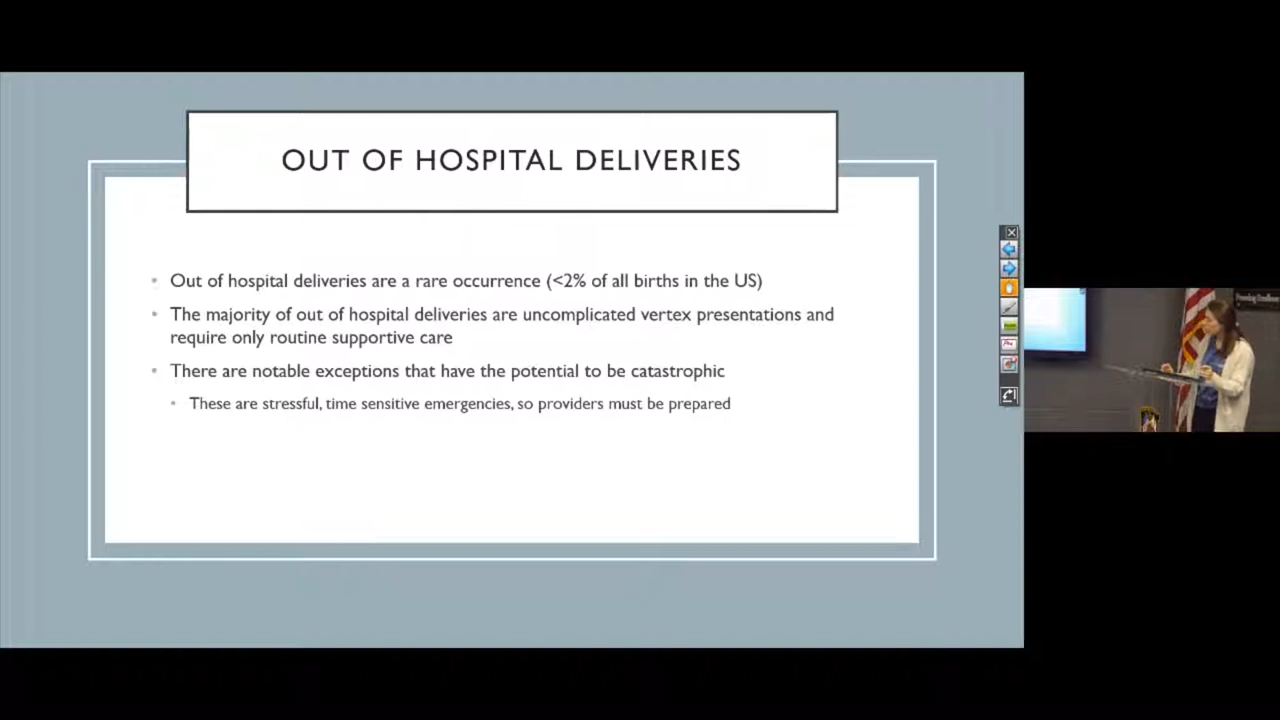 OUT OF HOSPITAL DELIVERIES
Out of hospital deliveries are a rare occurrence (<2% of all births in the US)
The majority of out of hospital deliveries are uncomplicated vertex presentations and
require only routine supportive care
There are notable exceptions that have the potential to be catastrophic
These are stressful, time sensitive emergencies, so providers must be prepared